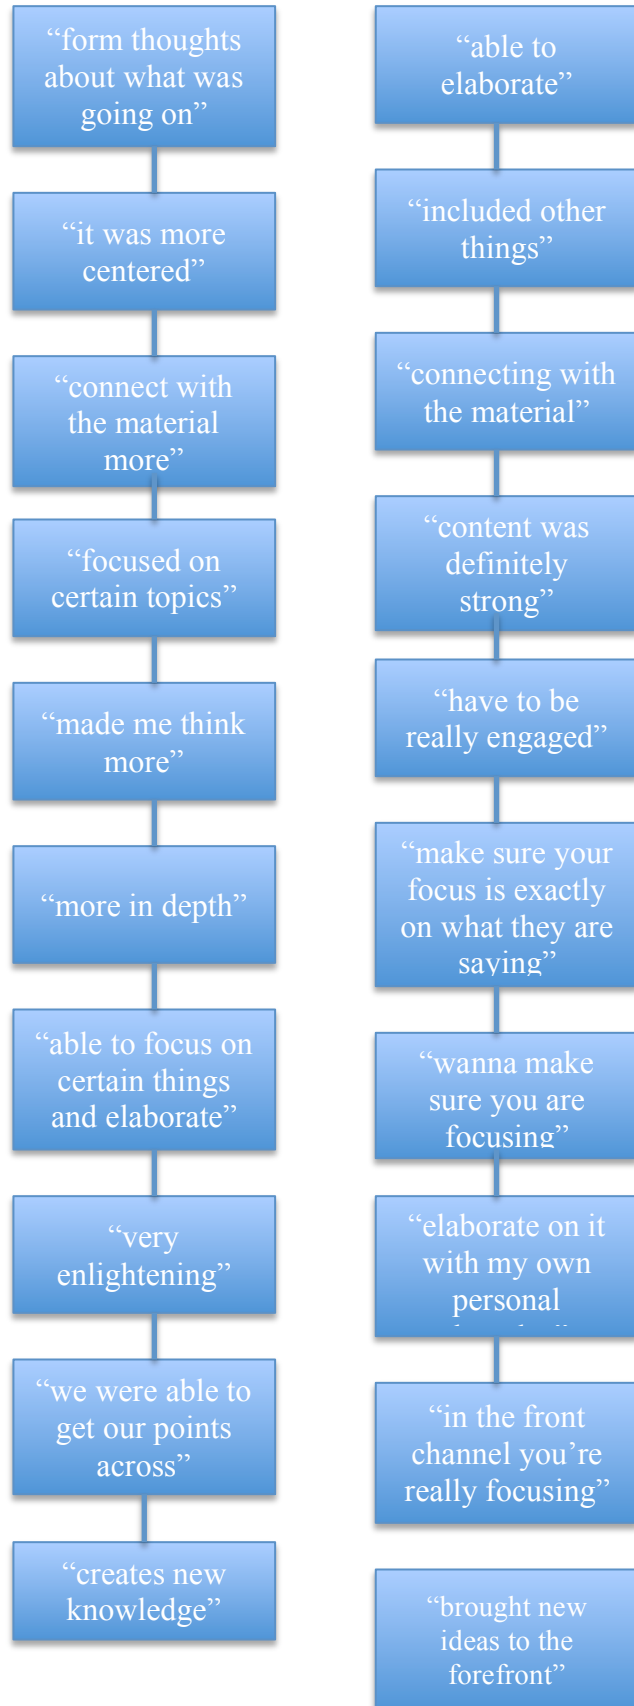 “form thoughts
about what was
going on”
“it was more
centered”
“connect with
the material
more”
“focused on
certain topics”
“made me think
more”
“more in depth”
“able to focus on
certain things
and elaborate”
“very
enlightening”
“we were able to
get our points
across”
“creates new
knowledge”
“able to
elaborate”
“included other
things”
“connecting with
the material”
“content was
definitely
strong”
“have to be
really engaged”
“make sure your
focus is exactly
on what they are
saying”
“wanna make
sure you are
focusing”
“elaborate on it
with my own
personal
“in the front
channel you’re
really focusing”
“brought new
ideas to the
forefront”